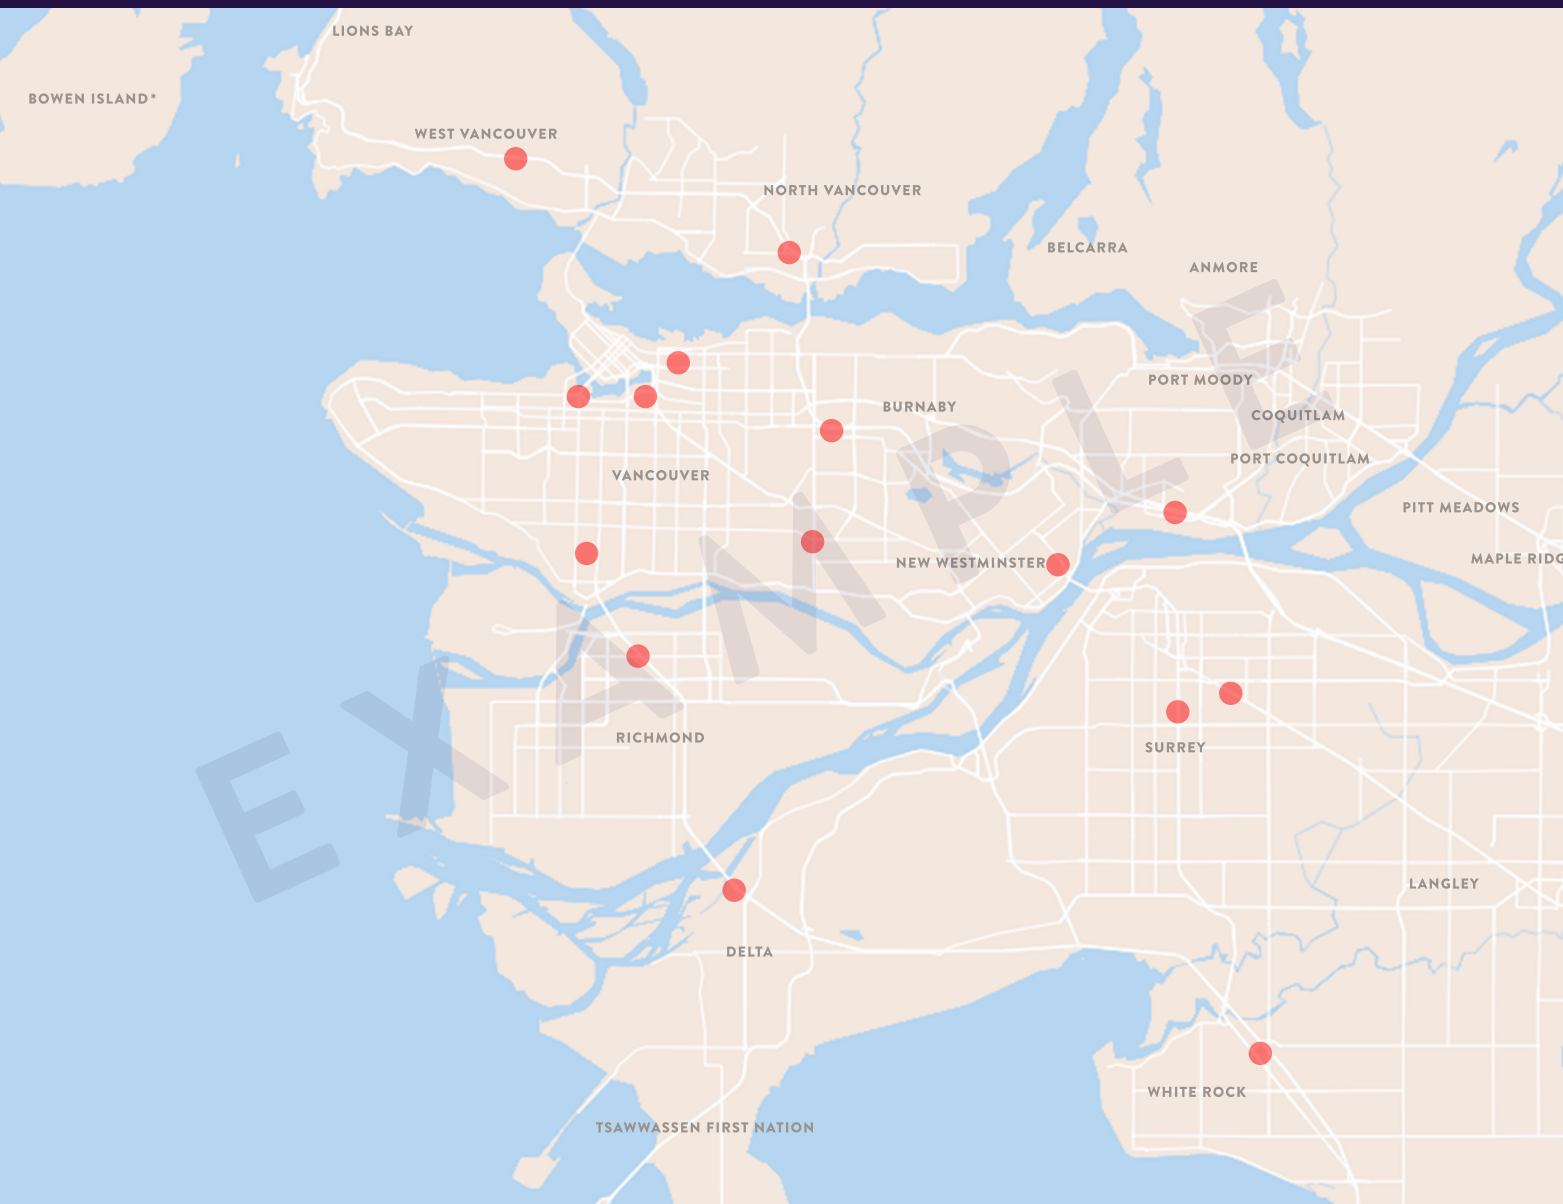 LIONS BAY
BOWEN ISLAND*
WEST VANCOUVER
NORTH VANCOUVER
BELCARRA
ANMORE
PORT MOODY
BURNABY
COQUITLAM
PORT COQUITLAM
VANCOUVER
PITT MEADOWS
MAPLE RIDG
NEW WESTMINSTER
RICHMOND
SURREY
LANGLEY
DELTA
WHITE ROCK
TSAWWASSEN FIRST NATION
EXAMPLE